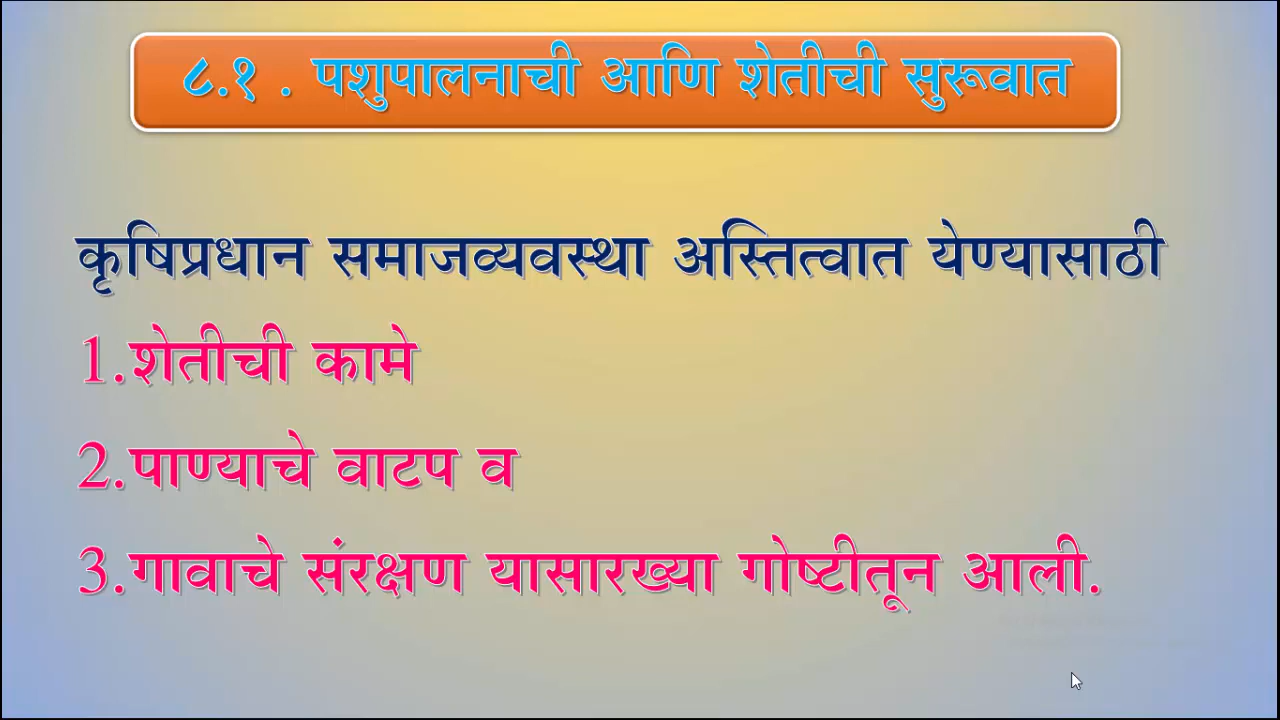 ८.१ . पशुपालनाची आणि शेतीची सुरूवात
कृषिप्रधान समाजव्यवस्था अस्तित्वात येण्यासाठी
1.शेतीची कामे
2.पाण्याचे वाटप व
3.गावाचे संरक्षण यासारख्या गोष्टीतून आली.